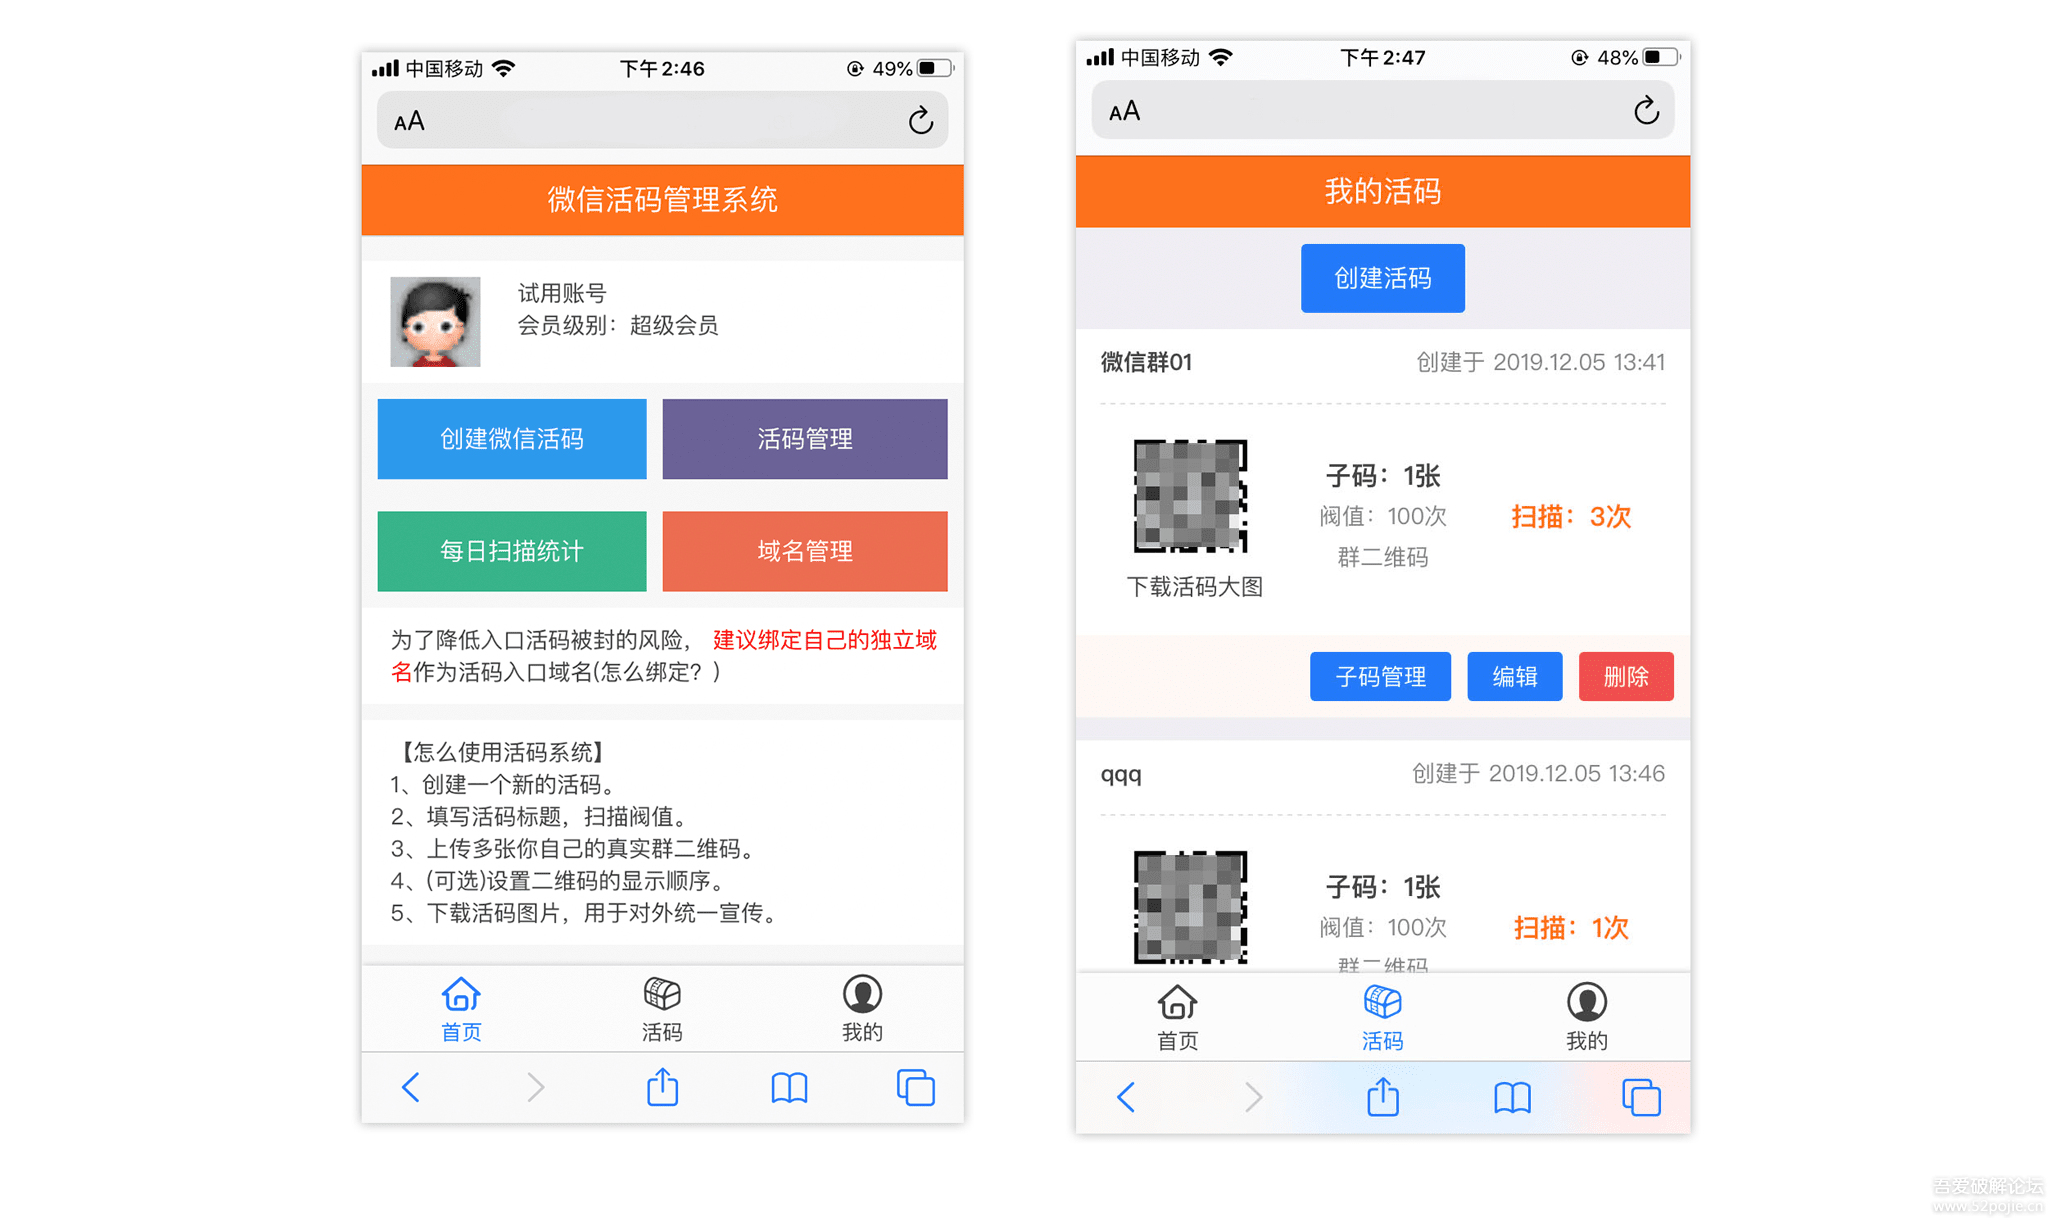 中国移动
下午2:46
49%
AA
微信活码管理系统
试用账号
会员级别：超级会员
创建微信活码
活码管理
每日扫描统计
域名管理
为了降低入口活码被封的风险，建议绑定自己的独立域
名作为活码入口域名(怎么绑定？)
【怎么使用活码系统】
1、创建一个新的活码。
2、填写活码标题，扫描阀值。
3、上传多张你自己的真实群二维码。
4、(可选)设置二维码的显示顺序。
5、下载活码图片，用于对外统一宣传。
首页
活码
我的
中国移动
下午2:47
48%
AA
我的活码
创建活码
微信群01
创建于 2019.12.05 13:41
子码：1张
阀值：100次
扫描：3次
群二维码
下载活码大图
子码管理
编辑
删除
qqq
创建于 2019.12.05 13:46
子码：1张
阀值：100次
扫描：1次
群二维码
首页
活码
我的
吾爱破解论坛
www.52pojie.cn